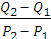 Q₂ - Q₁
P₂ - P₁